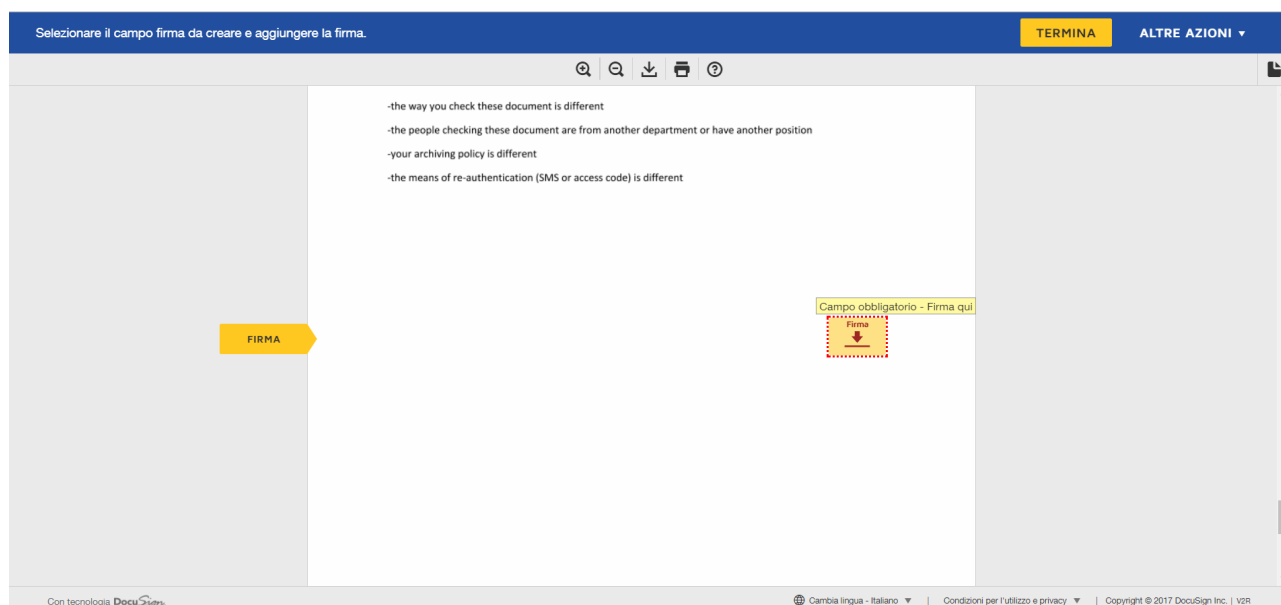 Selezionare il campo firma da creare e aggiungere la firma.
TERMINA
ALTRE AZIONI ▼
-the way you check these document is different
-the people checking these document are from another department or have another position
-your archiving policy is different
-the means of re-authentication (SMS or access code) is different
Campo obbligatorio - Firma qui
Firma
FIRMA
Con tecnologia DocuSign
Cambia lingua - Italiano ▼ | Condizioni per l'utilizzo e privacy ▼ | Copyright © 2017 DocuSign Inc. | V2R